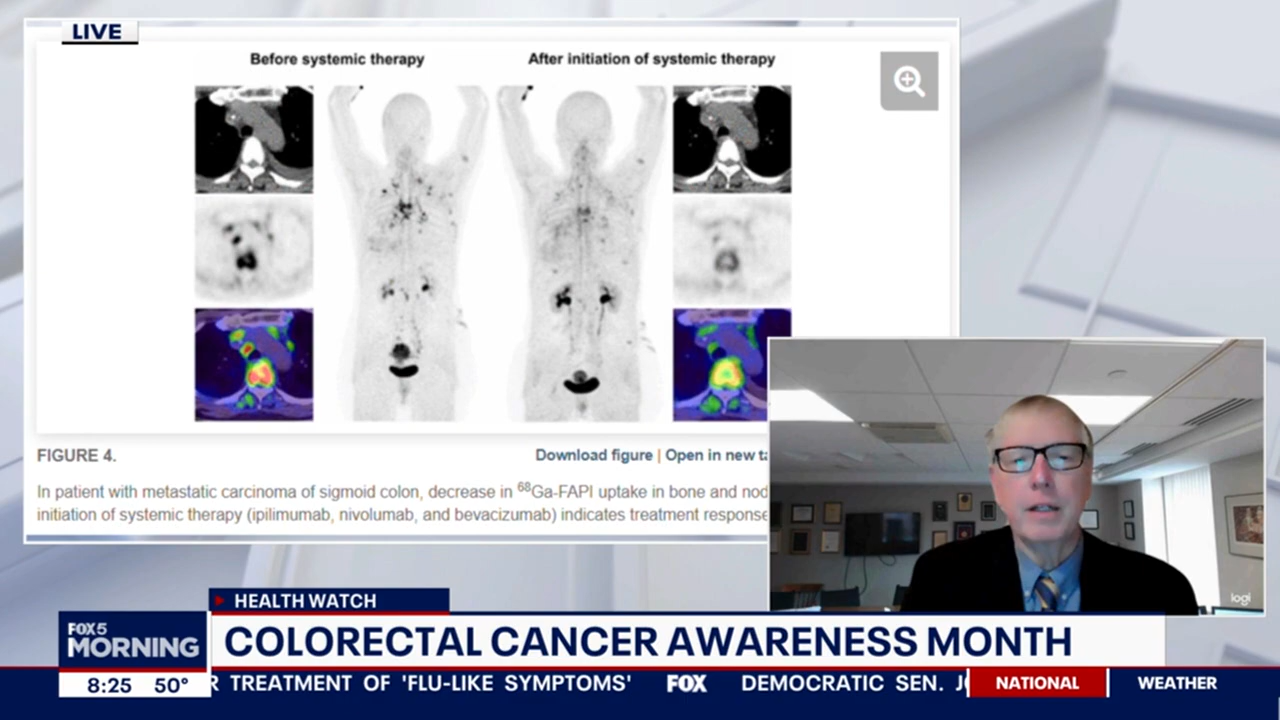 LIVE
Before systemic therapy
After initiation of systemic therapy
FIGURE 4.
Download figure | Open in new ta
In patient with metastatic carcinoma of sigmoid colon, decrease in ⁶⁸Ga-FAPI uptake in bone and nod
initiation of systemic therapy (ipilimumab, nivolumab, and bevacizumab) indicates treatment response
logi
HEALTH WATCH
FOX 5
MORNING
COLORECTAL CANCER AWARENESS MONTH
8:25 50°
R TREATMENT OF 'FLU-LIKE SYMPTOMS' FOX DEMOCRATIC SEN. J
NATIONAL
WEATHER